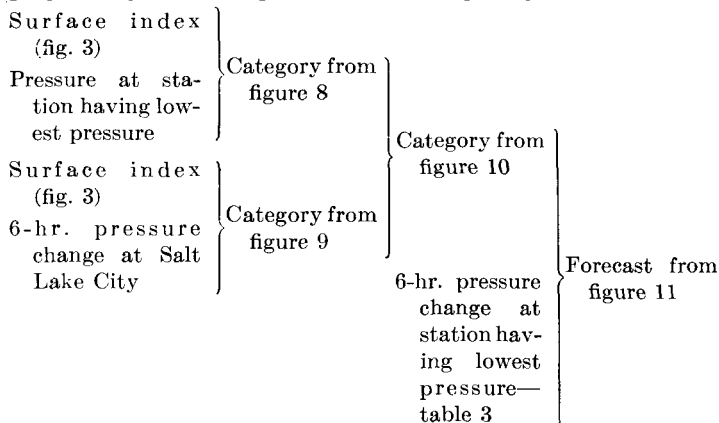 Surface index
(fig. 3)
Pressure at sta-
tion having low-
est pressure
Category from
figure 8
Surface index
(fig. 3)
6-hr. pressure
change at Salt
Lake City
Category from
figure 9
Category from
figure 10
6-hr. pressure
change at
station hav-
ing lowest
pressure—
table 3
Forecast from
figure 11